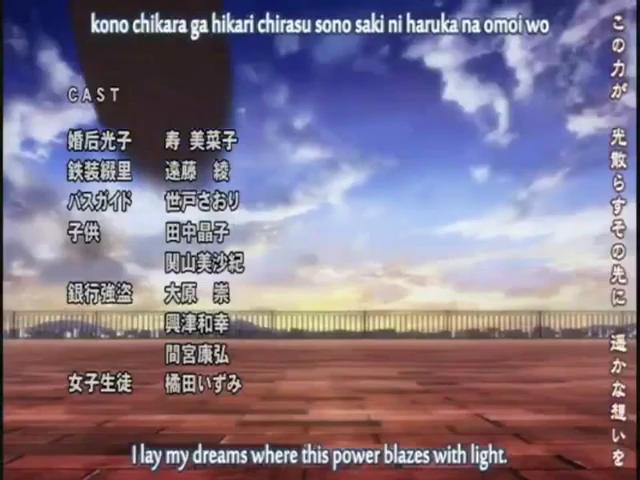 kono chikara ga hikari chirasu sono saki ni haruka na omoi wo
この力が 光散らすその先に 遥かな想いを
CAST
婚后光子 寿 美菜子
鉄装綴里 遠藤 綾
バスガイド 世戸さおり
子供 田中晶子
関山美沙紀
銀行強盗 大原 崇
興津和幸
間宮康弘
女子生徒 橘田いずみ
I lay my dreams where this power blazes with light.